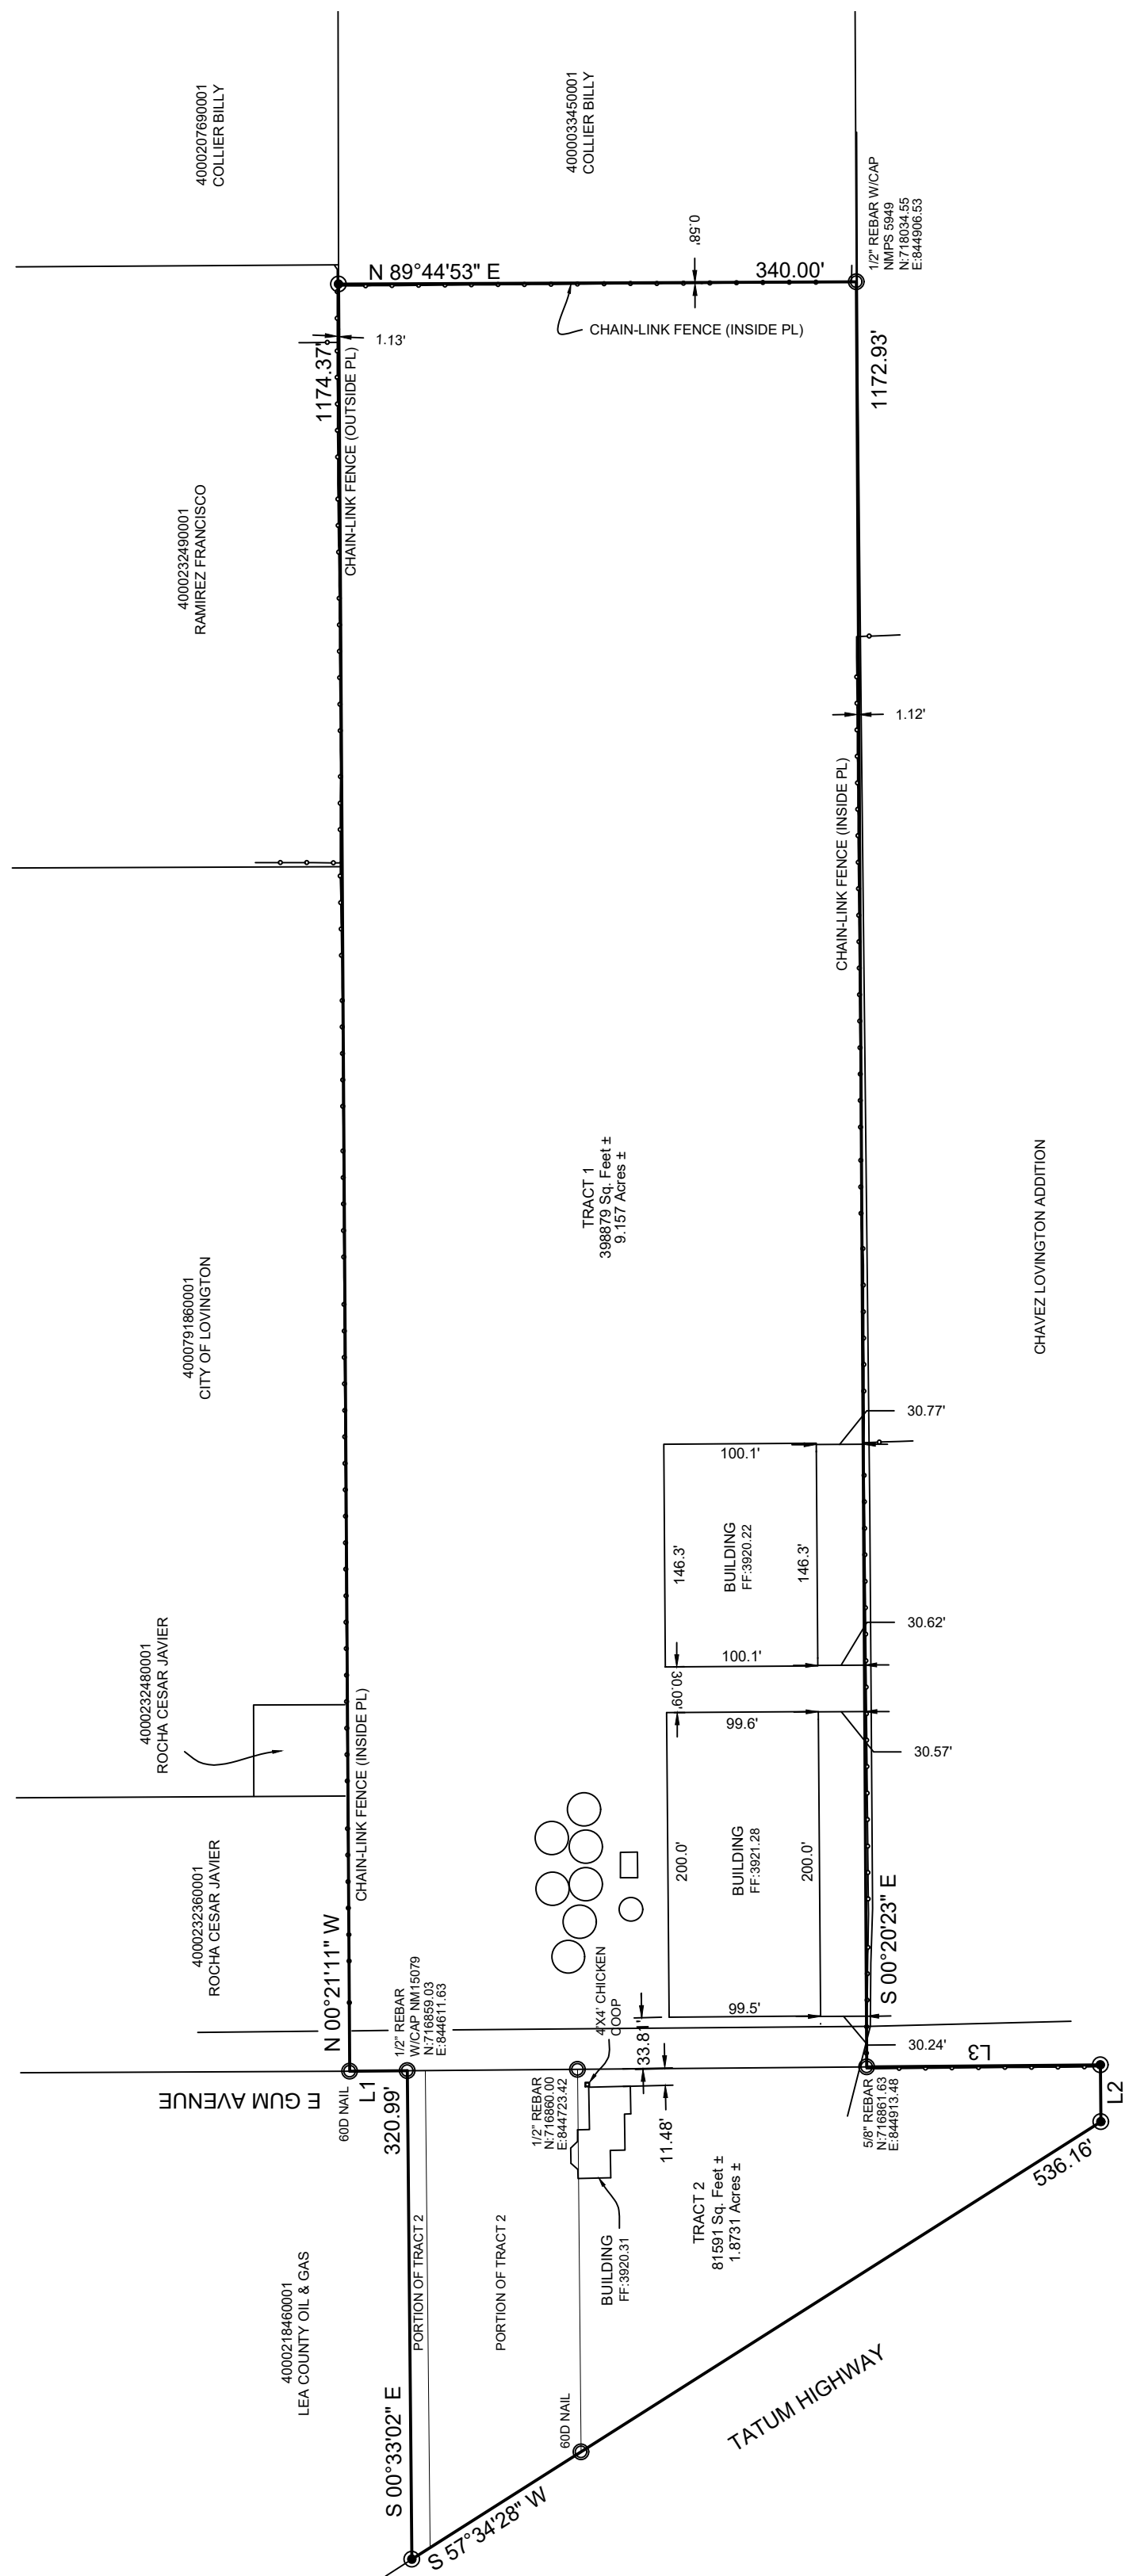 4000207690001
COLLIER BILLY
4000033450001
COLLIER BILLY
0.58'
1/2" REBAR W/CAP
NMPS 5949
N:718034.55
E:844906.53
N 89°44'53" E
340.00'
CHAIN-LINK FENCE (INSIDE PL)
1.13'
1174.37'
CHAIN-LINK FENCE (OUTSIDE PL)
1172.93'
4000232490001
RAMIREZ FRANCISCO
1.12'
CHAIN-LINK FENCE (INSIDE PL)
TRACT 1
398879 Sq. Feet ±
9.157 Acres ±
CHAVEZ LOVINGTON ADDITION
4000791860001
CITY OF LOVINGTON
30.77'
100.1'
146.3'
BUILDING
FF:3920.22
146.3'
30.62'
100.1'
30.09'
4000232480001
ROCHA CESAR JAVIER
99.6'
30.57'
CHAIN-LINK FENCE (INSIDE PL)
200.0'
BUILDING
FF:3921.28
200.0'
4000232360001
ROCHA CESAR JAVIER
N 00°21'11" W
S 00°20'23" E
99.5'
4'X4' CHICKEN
COOP
33.81'
30.24'
1/2" REBAR
W/CAP NM15079
N:716859.03
E:844611.63
E GUM AVENUE
60D NAIL
L1
320.99'
1/2" REBAR
N:716860.00
E:844723.42
11.48'
5/8" REBAR
N:716861.63
E:844913.48
L3
L2
536.16'
TRACT 2
81591 Sq. Feet ±
1.8731 Acres ±
BUILDING
FF:3920.31
PORTION OF TRACT 2
PORTION OF TRACT 2
4000218460001
LEA COUNTY OIL & GAS
S 00°33'02" E
60D NAIL
TATUM HIGHWAY
S 57°34'28" W